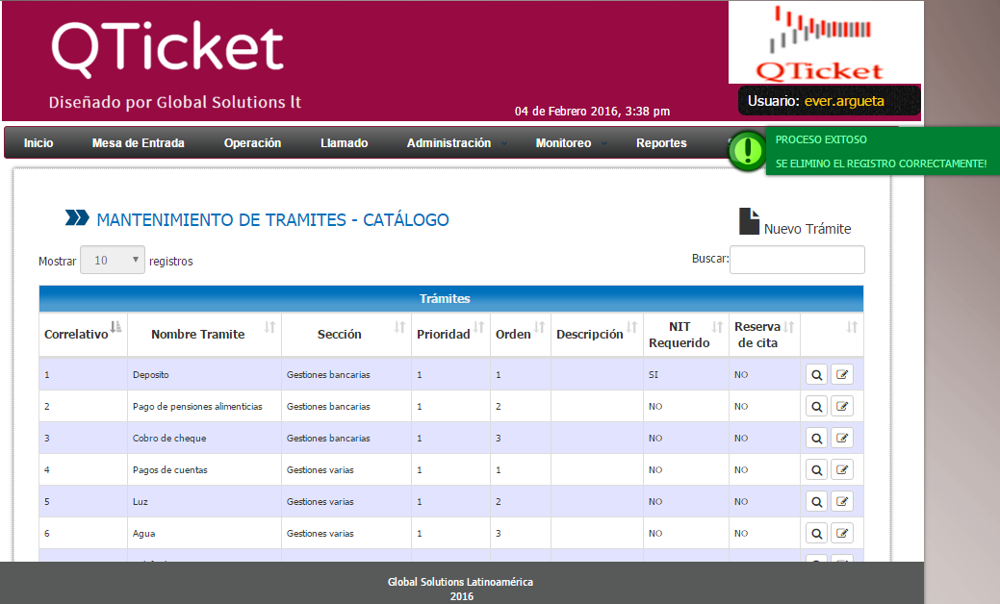 QTicket
Diseñado por Global Solutions lt
QTicket
04 de Febrero 2016, 3:38 pm
Usuario: ever.argueta
Inicio Mesa de Entrada Operación Llamado Administración Monitoreo Reportes
PROCESO EXITOSO
SE ELIMINO EL REGISTRO CORRECTAMENTE!
MANTENIMIENTO DE TRAMITES - CATÁLOGO
Nuevo Trámite
Mostrar 10 registros
Buscar:
Trámites
Correlativo Nombre Tramite Sección Prioridad Orden Descripción NIT Requerido Reserva de cita
1 Deposito Gestiones bancarias 1 1 SI NO
2 Pago de pensiones alimenticias Gestiones bancarias 1 2 NO NO
3 Cobro de cheque Gestiones bancarias 1 3 NO NO
4 Pagos de cuentas Gestiones varias 1 1 NO NO
5 Luz Gestiones varias 1 2 NO NO
6 Agua Gestiones varias 1 3 NO NO
Global Solutions Latinoamérica
2016